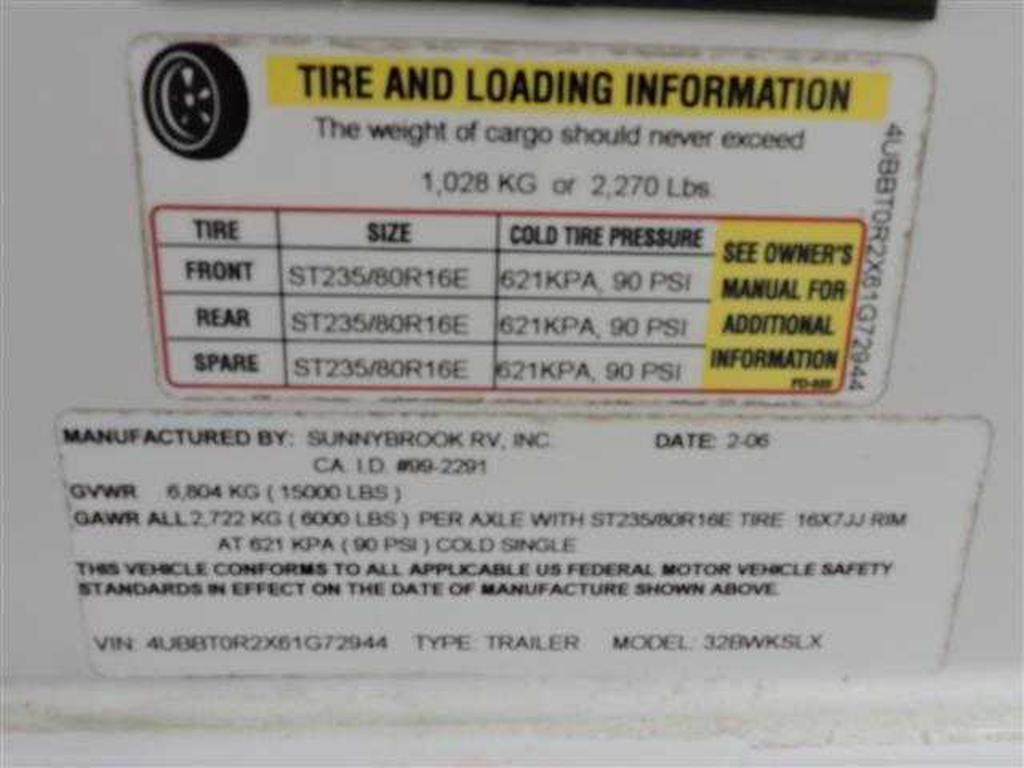 TIRE AND LOADING INFORMATION
The weight of cargo should never exceed
1,028 KG or 2,270 Lbs.
TIRE SIZE COLD TIRE PRESSURE
FRONT ST235/80R16E 621KPA, 90 PSI
REAR ST235/80R16E 621KPA, 90 PSI
SPARE ST235/80R16E 621KPA, 90 PSI
SEE OWNER'S
MANUAL FOR
ADDITIONAL
INFORMATION
4UBBT0R2X61G72944
MANUFACTURED BY: SUNNYBROOK RV, INC. DATE: 2-06
CA. I.D. #99-2291
GVWR 6,804 KG ( 15000 LBS )
GAWR ALL 2,722 KG ( 6000 LBS ) PER AXLE WITH ST235/80R16E TIRE 16X7JJ RIM
AT 621 KPA ( 90 PSI ) COLD SINGLE
THIS VEHICLE CONFORMS TO ALL APPLICABLE US FEDERAL MOTOR VEHICLE SAFETY
STANDARDS IN EFFECT ON THE DATE OF MANUFACTURE SHOWN ABOVE.
VIN: 4UBBT0R2X61G72944 TYPE: TRAILER MODEL: 32BWKSLX